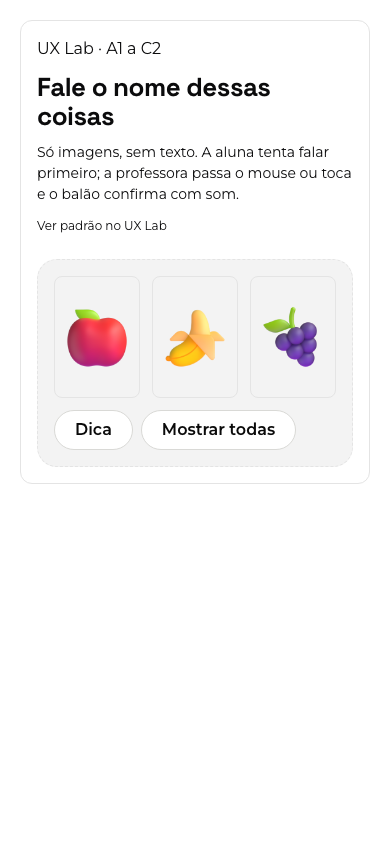 UX Lab · A1 a C2
Fale o nome dessas
coisas
Só imagens, sem texto. A aluna tenta falar
primeiro; a professora passa o mouse ou toca
e o balão confirma com som.
Ver padrão no UX Lab
Dica
Mostrar todas